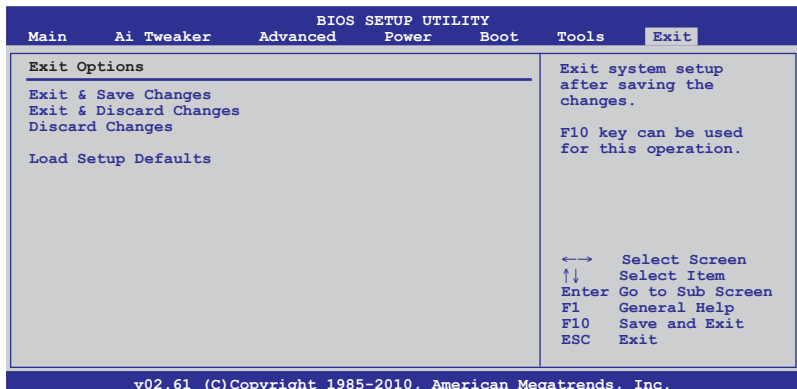 BIOS SETUP UTILITY
Main Ai Tweaker Advanced Power Boot Tools Exit
Exit Options
Exit & Save Changes
Exit & Discard Changes
Discard Changes
Load Setup Defaults
Exit system setup
after saving the
changes.
F10 key can be used
for this operation.
←→ Select Screen
↑↓ Select Item
Enter Go to Sub Screen
F1 General Help
F10 Save and Exit
ESC Exit
v02.61 (C)Copyright 1985-2010, American Megatrends, Inc.